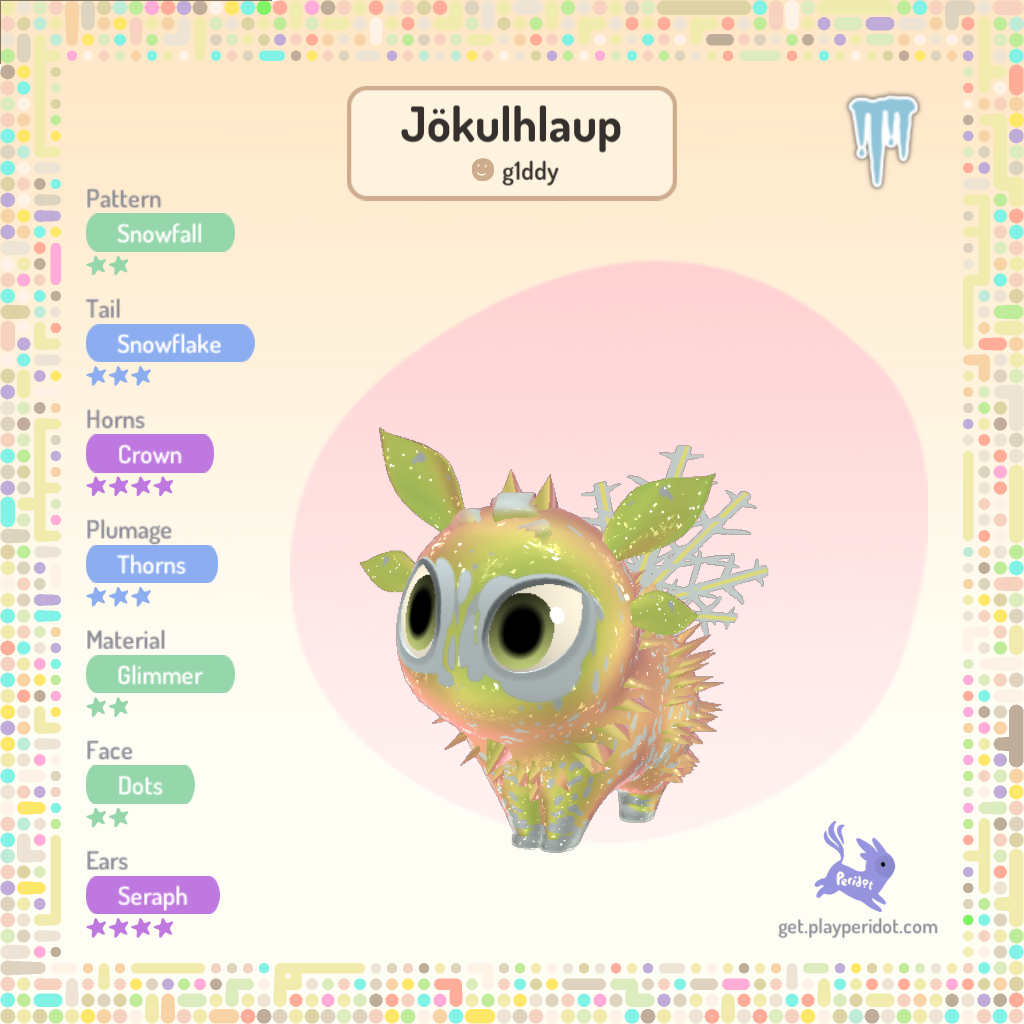 Jökulhlaup
g1ddy
Pattern
Snowfall
Tail
Snowflake
Horns
Crown
Plumage
Thorns
Material
Glimmer
Face
Dots
Ears
Seraph
Peridot
get.playperidot.com